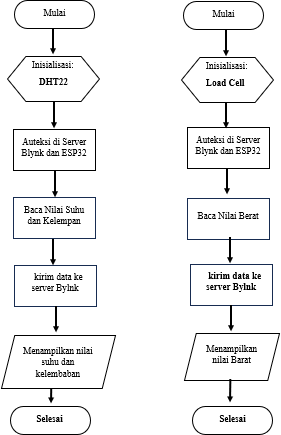 Mulai
Inisialisasi:
DHT22
Auteksi di Server
Blynk dan ESP32
Baca Nilai Suhu
dan Kelempan
kirim data ke
server Bylnk
Menampilkan nilai
suhu dan
kelembaban
Selesai
Mulai
Inisialisasi:
Load Cell
Auteksi di Server
Blynk dan ESP32
Baca Nilai Berat
kirim data ke
server Bylnk
Menampilkan
nilai Barat
Selesai